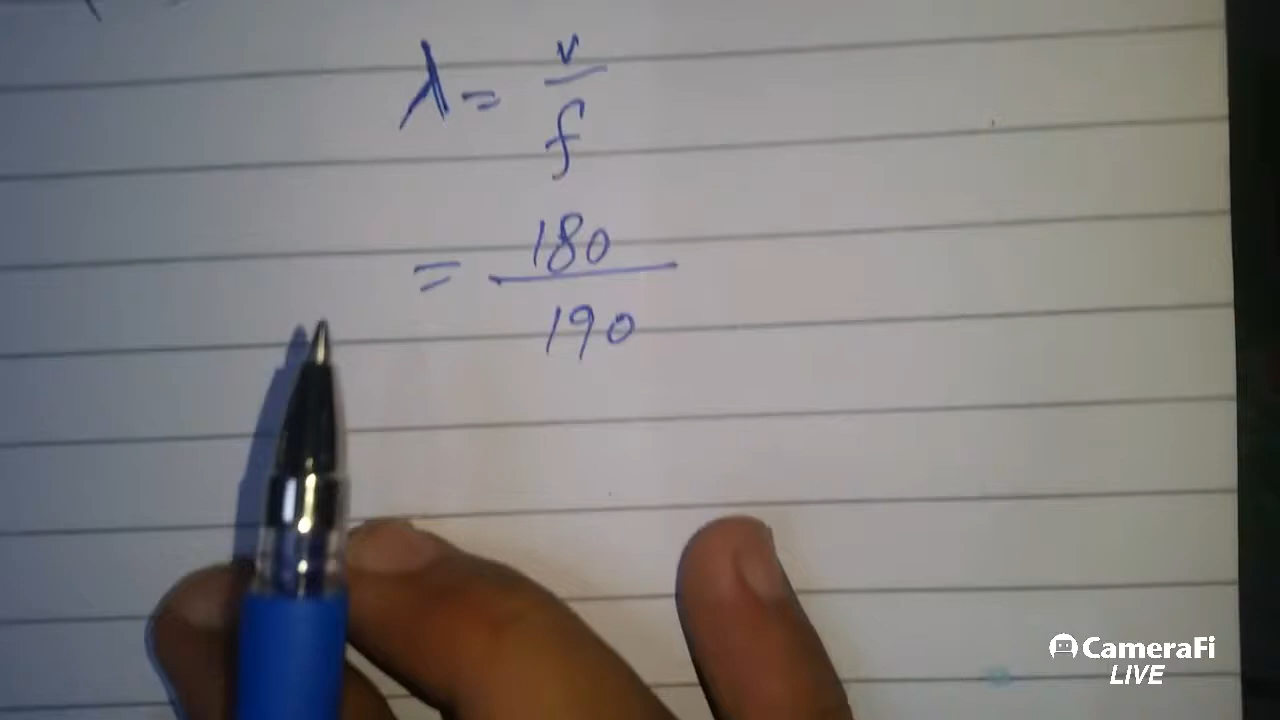 λ = v / f
= 180 / 190
CameraFi
LIVE